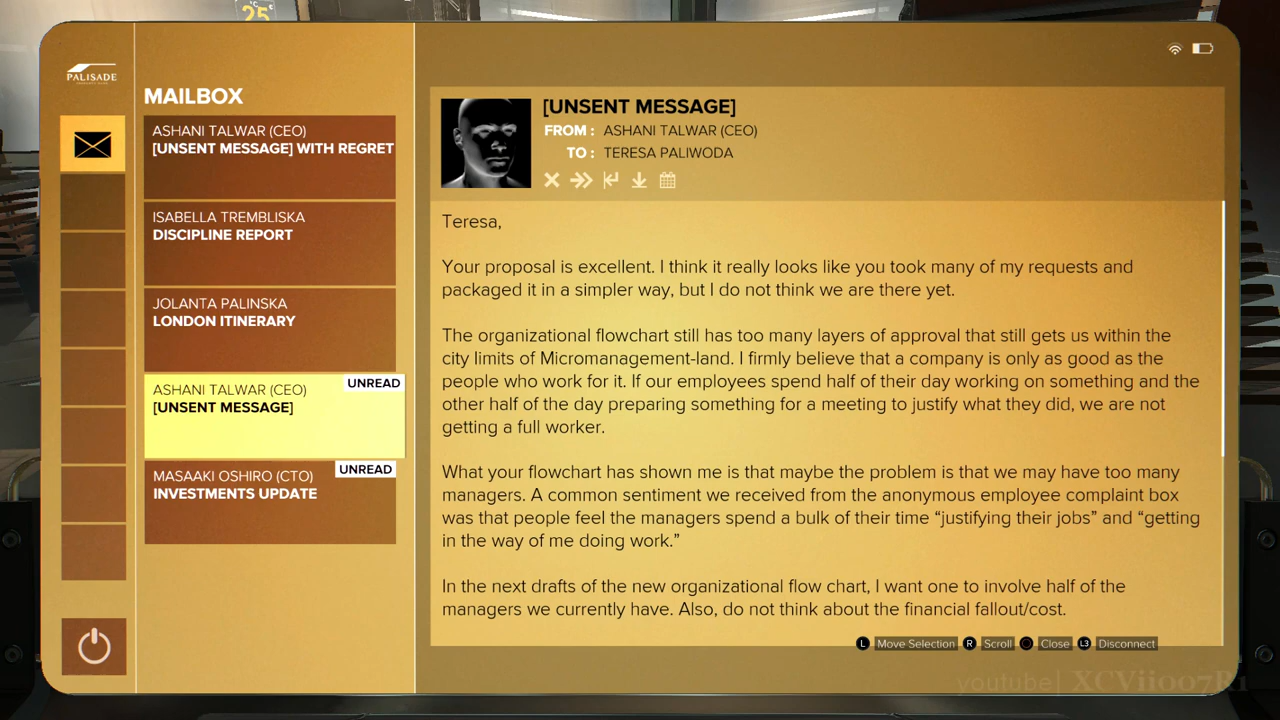 25°
PALISADE
MAILBOX
ASHANI TALWAR (CEO)
[UNSENT MESSAGE] WITH REGRET
ISABELLA TREMBLISKA
DISCIPLINE REPORT
JOLANTA PALINSKA
LONDON ITINERARY
UNREAD
ASHANI TALWAR (CEO)
[UNSENT MESSAGE]
UNREAD
MASAAKI OSHIRO (CTO)
INVESTMENTS UPDATE
[UNSENT MESSAGE]
FROM : ASHANI TALWAR (CEO)
TO : TERESA PALIWODA
Teresa,
Your proposal is excellent. I think it really looks like you took many of my requests and
packaged it in a simpler way, but I do not think we are there yet.
The organizational flowchart still has too many layers of approval that still gets us within the
city limits of Micromanagement-land. I firmly believe that a company is only as good as the
people who work for it. If our employees spend half of their day working on something and the
other half of the day preparing something for a meeting to justify what they did, we are not
getting a full worker.
What your flowchart has shown me is that maybe the problem is that we may have too many
managers. A common sentiment we received from the anonymous employee complaint box
was that people feel the managers spend a bulk of their time “justifying their jobs” and “getting
in the way of me doing work.”
In the next drafts of the new organizational flow chart, I want one to involve half of the
managers we currently have. Also, do not think about the financial fallout/cost.
L Move Selection R Scroll Close L3 Disconnect
youtube| XCVii007R1